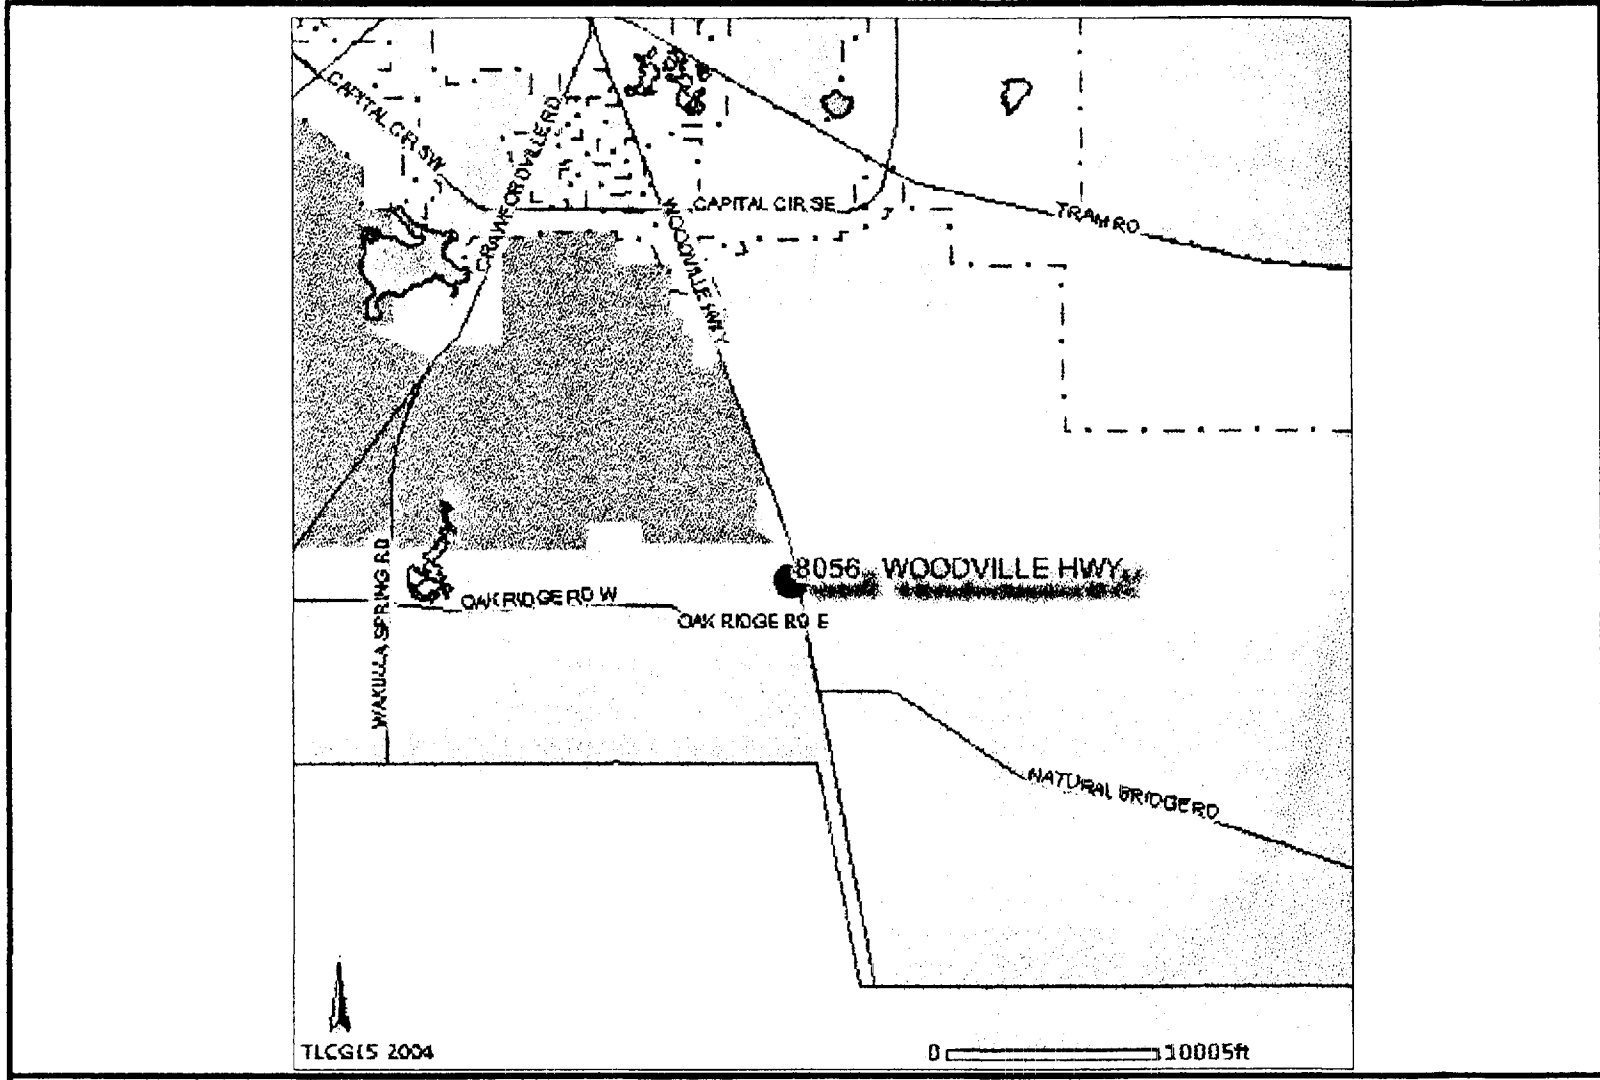 CAPITAL CIR SW
CRAWFORDVILLE RD
CAPITAL CIR SE
WOODVILLE HWY
TRAM RD
8056 WOODVILLE HWY
WAKULLA SPRING RD
OAK RIDGE RD W
OAK RIDGE RD E
NATURAL BRIDGE RD
TLCGIS 2004
0 10005ft